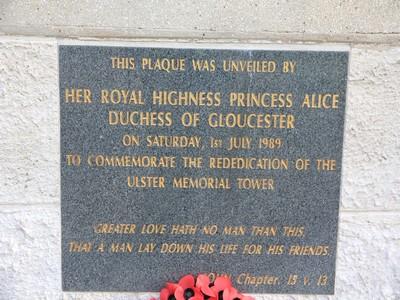 THIS PLAQUE WAS UNVEILED BY
HER ROYAL HIGHNESS PRINCESS ALICE
DUCHESS OF GLOUCESTER
ON SATURDAY, 1ST JULY 1989
TO COMMEMORATE THE REDEDICATION OF THE
ULSTER MEMORIAL TOWER
GREATER LOVE HATH NO MAN THAN THIS,
THAT A MAN LAY DOWN HIS LIFE FOR HIS FRIENDS.
Chapter. 15 v. 13